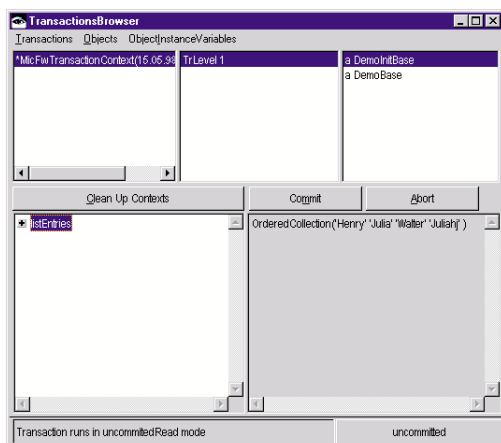 TransactionsBrowser
Transactions Objects ObjectInstanceVariables
*MicFwTransactionContext(15.05.98
TrLevel 1
a DemoInitBase
a DemoBase
Clean Up Contexts
Commit
Abort
listEntries
OrderedCollection('Henry' 'Julia' 'Walter' 'Juliahj' )
Transaction runs in uncommitedRead mode
uncommitted